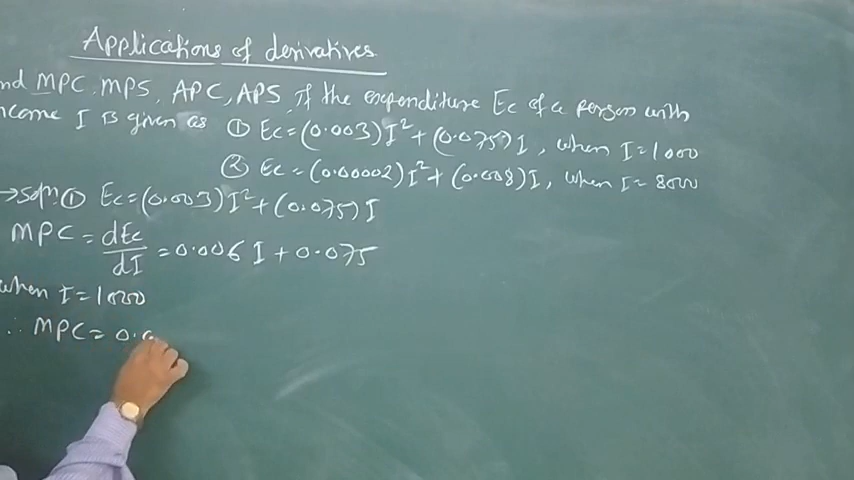 Applications of derivatives
nd MPC, MPS, APC, APS, if the expenditure Ec of a person with
ncome I is given as ① Ec = (0.003)I² + (0.075)I, when I = 1000
② Ec = (0.00002)I² + (0.008)I, when I = 8000
→ Solⁿ ① Ec = (0.003)I² + (0.075)I
MPC = dEc/dI = 0.006 I + 0.075
when I = 1000
∴ MPC = 0.0